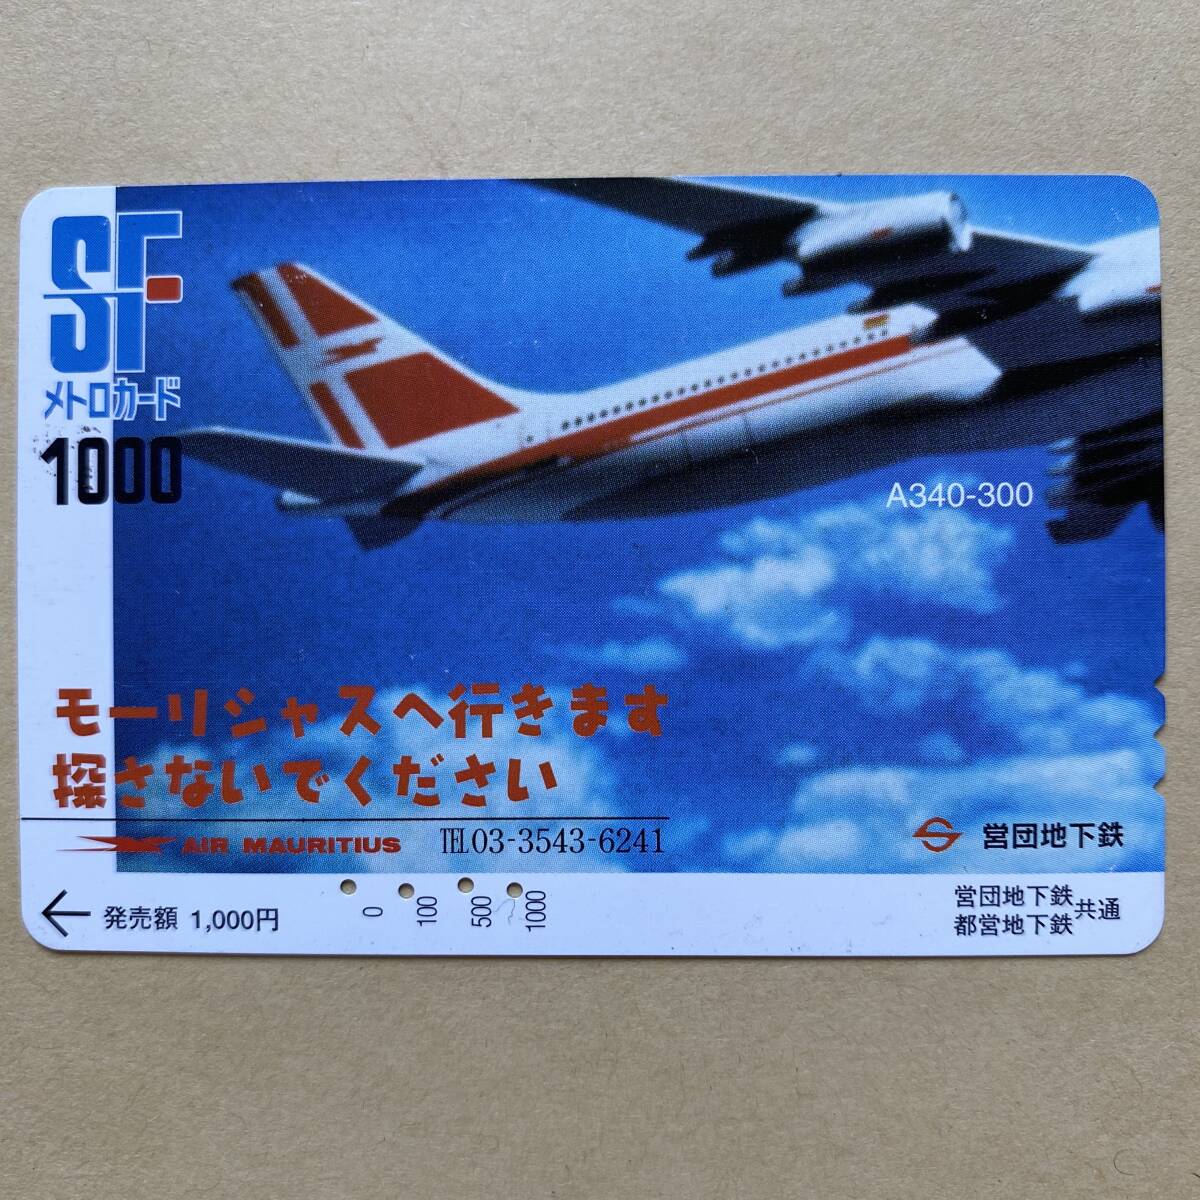 SF
メトロカード
1000
A340-300
モーリシャスへ行きます
探さないでください
AIR MAURITIUS TEL03-3543-6241
営団地下鉄
発売額 1,000円
0 100 500 1000
営団地下鉄
都営地下鉄
共通